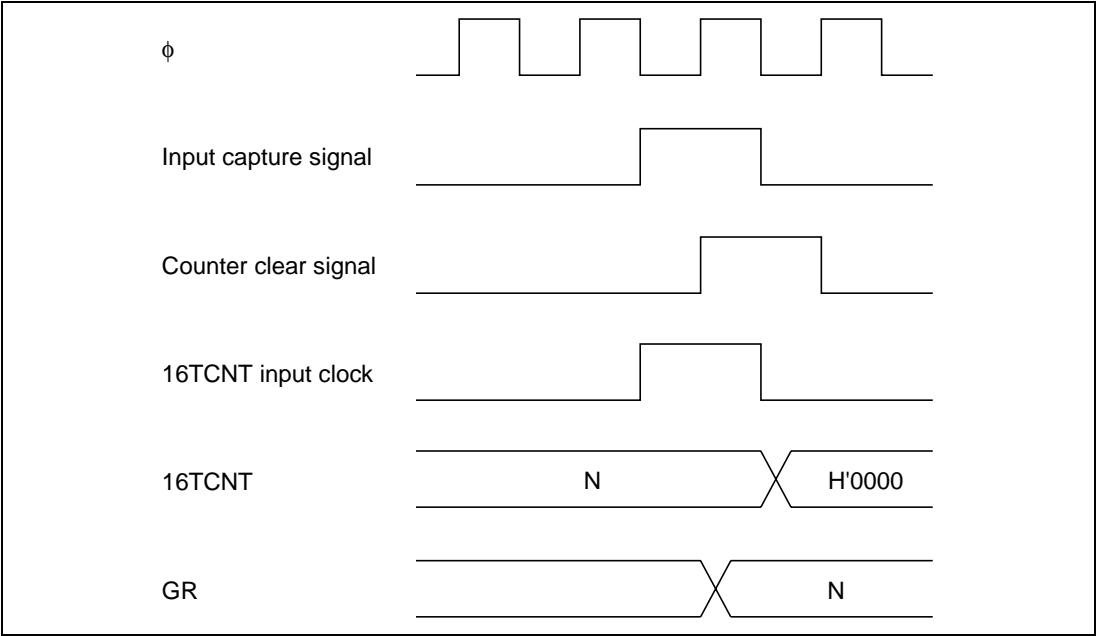 ϕ
Input capture signal
Counter clear signal
16TCNT input clock
16TCNT
N
H'0000
GR
N